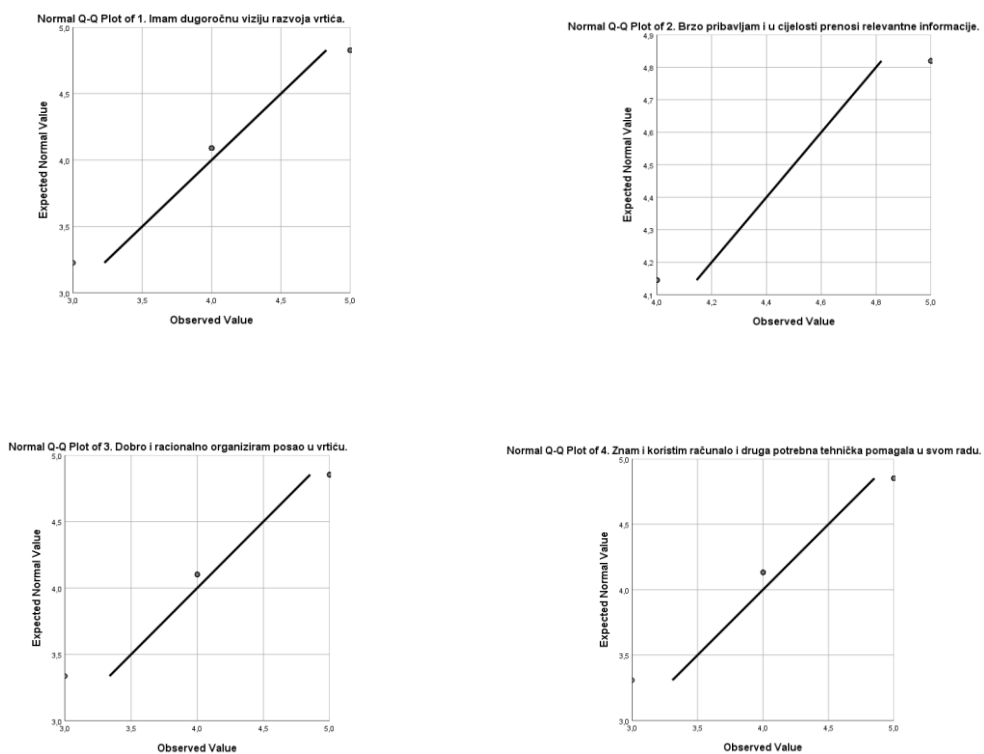 Normal Q-Q Plot of 1. Imam dugoročnu viziju razvoja vrtića.
5,0
4,5
4,0
3,5
3,0
Expected Normal Value
3,0 3,5 4,0 4,5 5,0
Observed Value
Normal Q-Q Plot of 2. Brzo pribavljam i u cijelosti prenosi relevantne informacije.
4,9
4,8
4,7
4,6
4,5
4,4
4,3
4,2
4,1
Expected Normal Value
4,0 4,2 4,4 4,6 4,8 5,0
Observed Value
Normal Q-Q Plot of 3. Dobro i racionalno organiziram posao u vrtiću.
5,0
4,5
4,0
3,5
3,0
Expected Normal Value
3,0 3,5 4,0 4,5 5,0
Observed Value
Normal Q-Q Plot of 4. Znam i koristim računalo i druga potrebna tehnička pomagala u svom radu.
5,0
4,5
4,0
3,5
3,0
Expected Normal Value
3,0 3,5 4,0 4,5 5,0
Observed Value